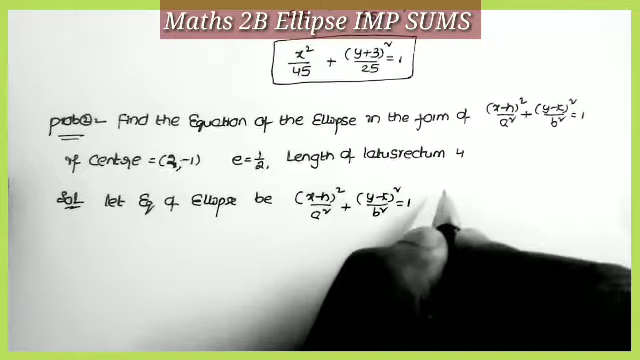 Maths 2B Ellipse IMP SUMS
x²/45 + (y+3)²/25 = 1
prob②:- Find the Equation of the Ellipse in the form of (x-h)²/a² + (y-k)²/b² = 1
if Centre = (2,-1) e=1/2, Length of latusrectum 4
Sol let Eq of Ellipse be (x-h)²/a² + (y-k)²/b² = 1